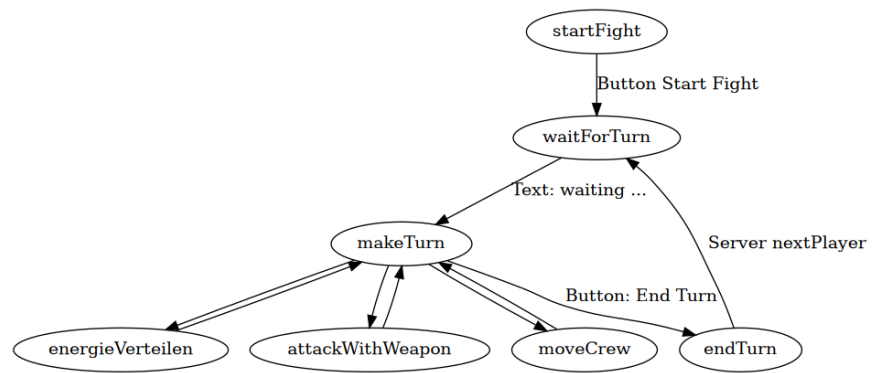 startFight
Button Start Fight
waitForTurn
Text: waiting ...
makeTurn
Server nextPlayer
Button: End Turn
energieVerteilen
attackWithWeapon
moveCrew
endTurn